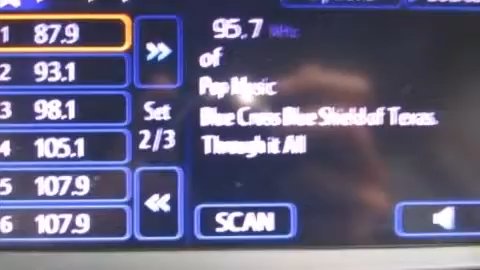 1 87.9
2 93.1
3 98.1
4 105.1
5 107.9
6 107.9
Set
2/3
95.7 MHz
of
Pop Music
Blue Cross Blue Shield of Texas.
Through it All
SCAN